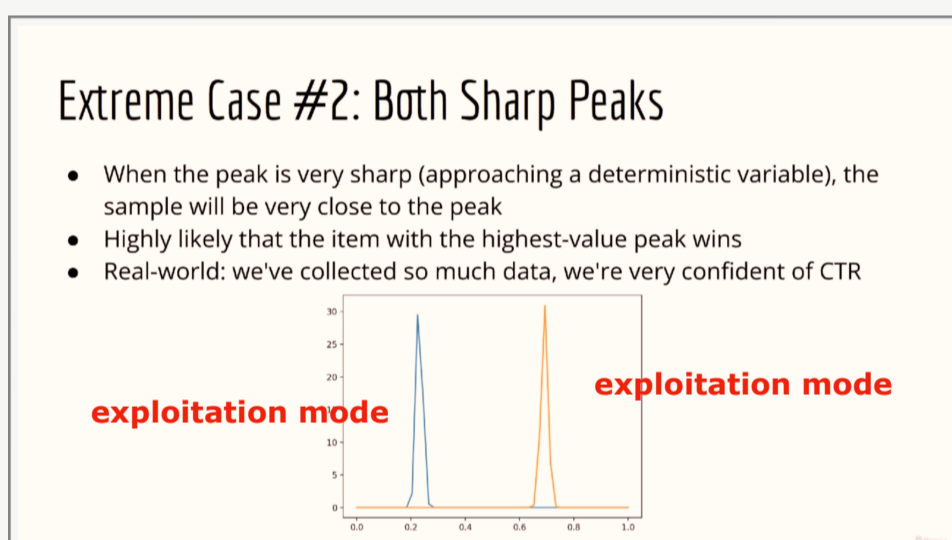 Extreme Case #2: Both Sharp Peaks
● When the peak is very sharp (approaching a deterministic variable), the
sample will be very close to the peak
● Highly likely that the item with the highest-value peak wins
● Real-world: we've collected so much data, we're very confident of CTR
30
25
20
exploitation mode
exploitation mode
10
5
0
0.0 0.2 0.4 0.6 0.8 1.0